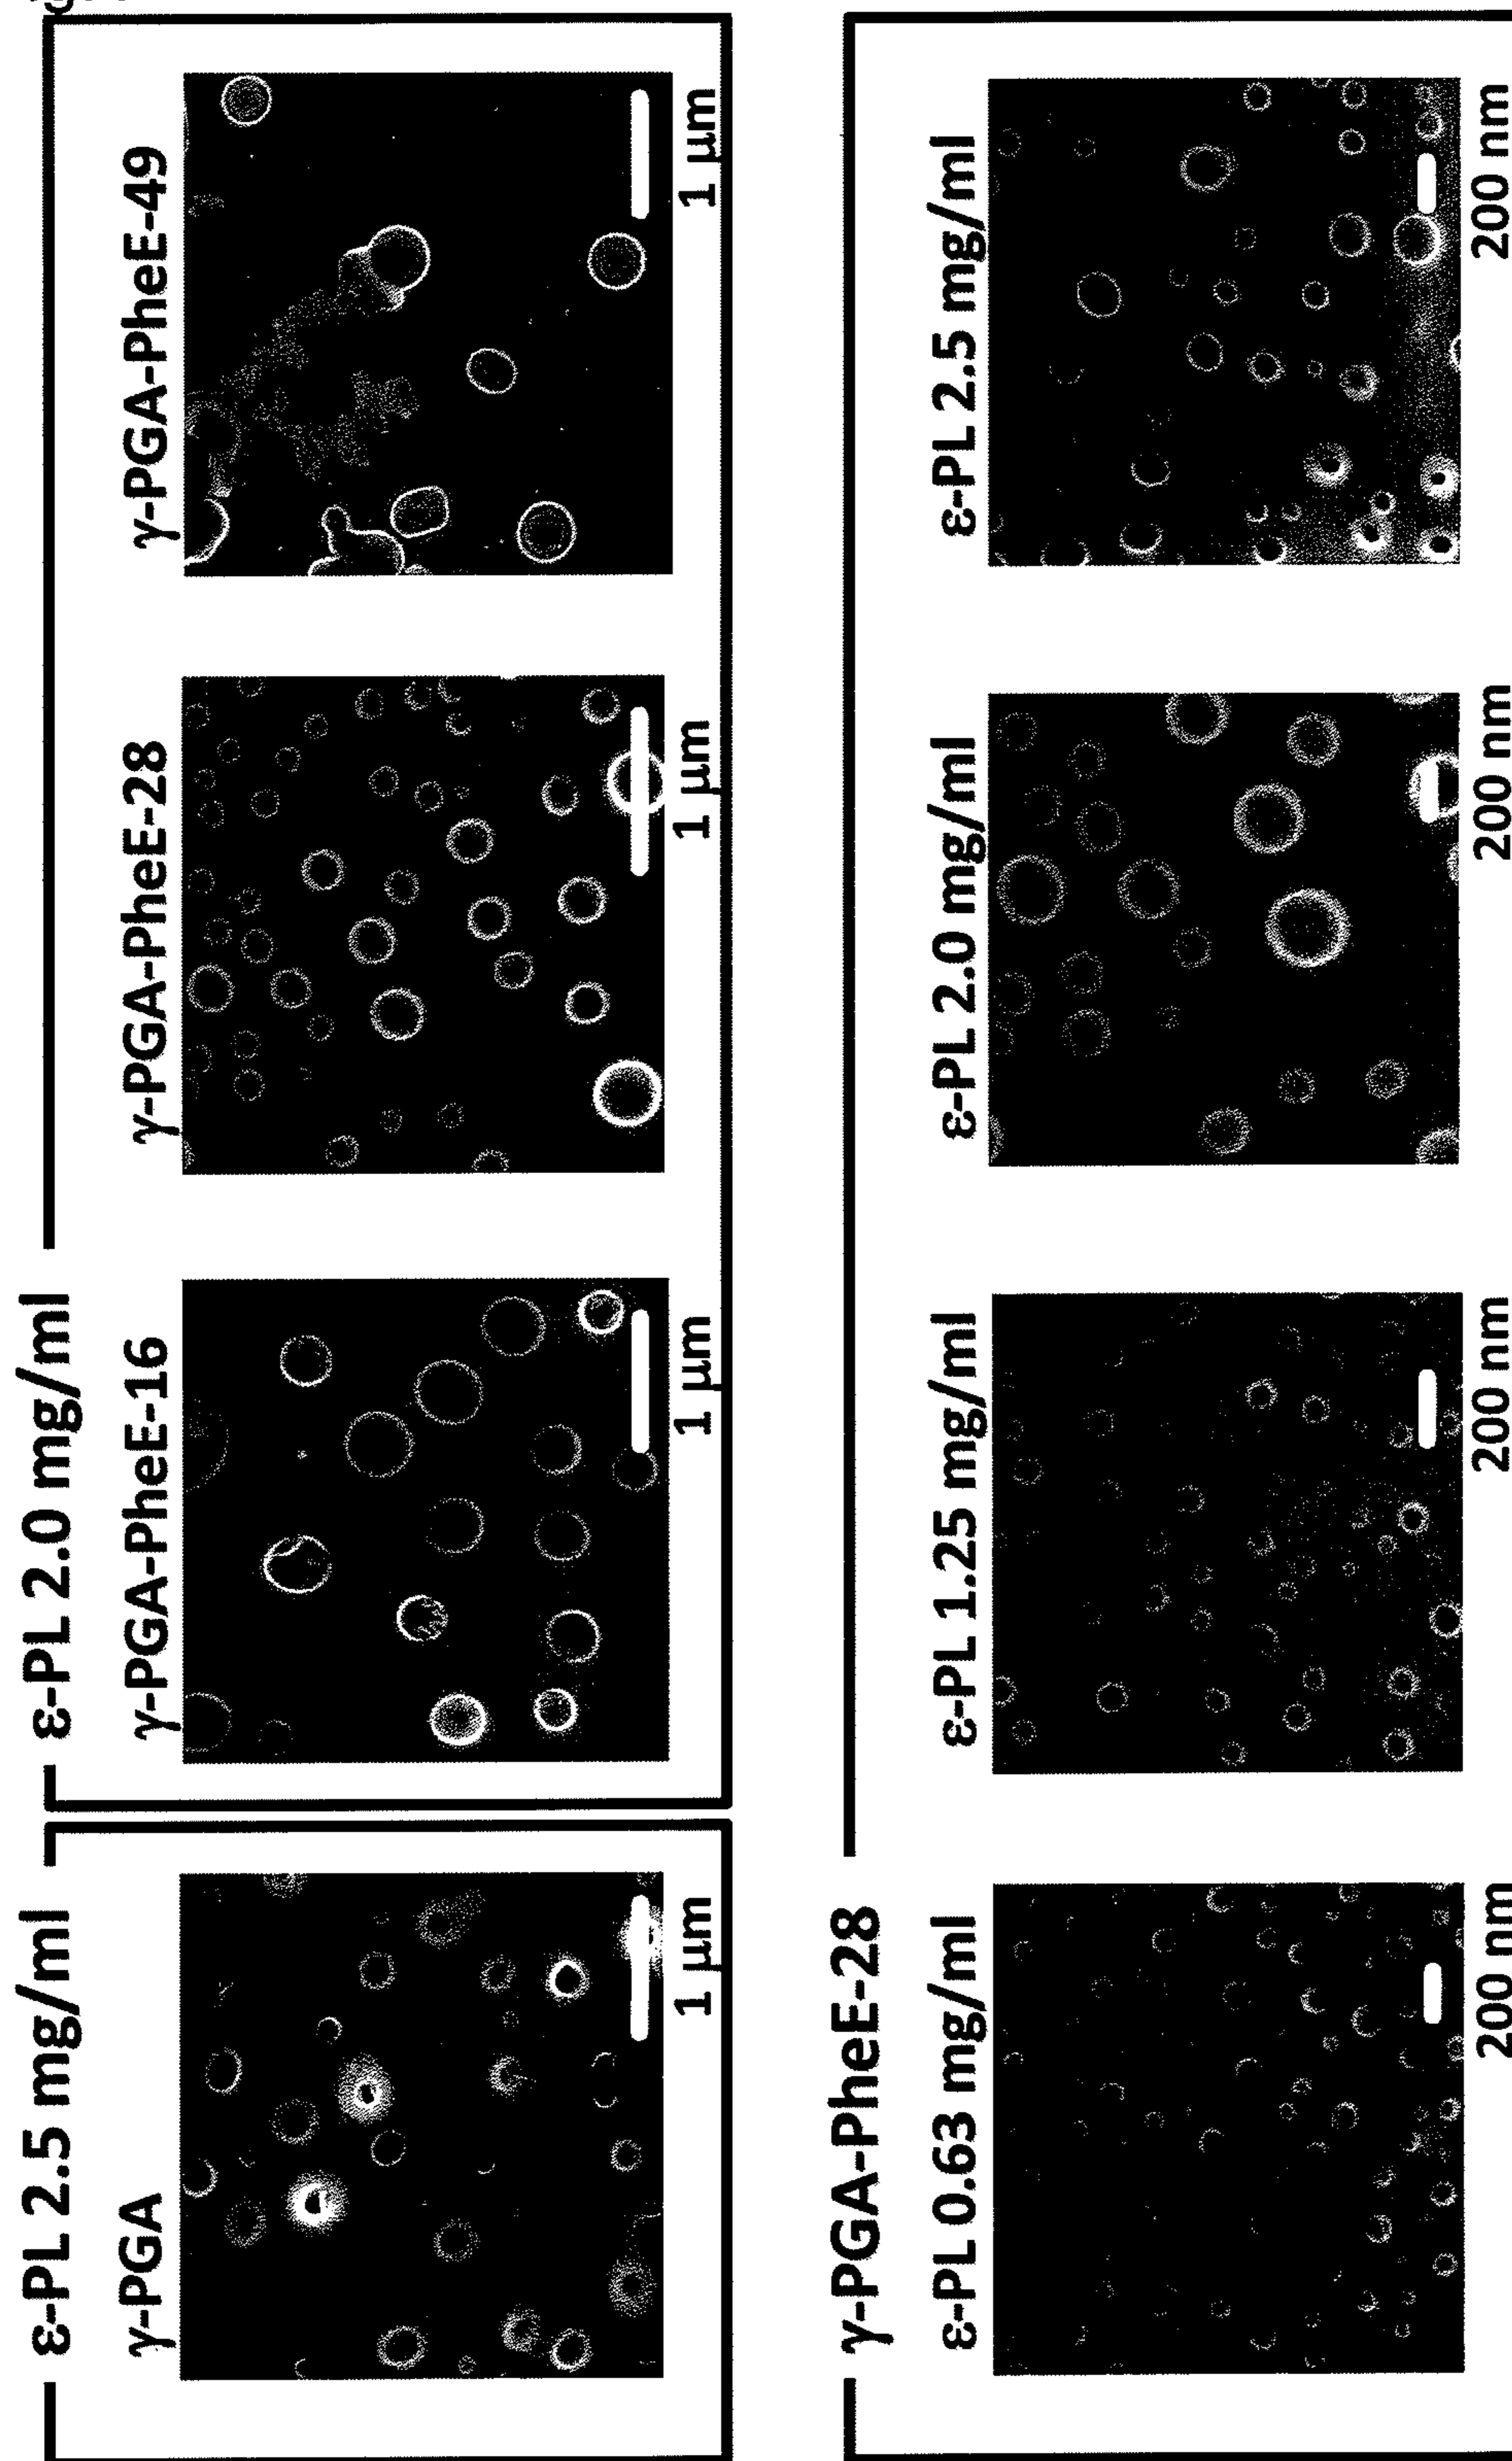 ε-PL 2.5 mg/ml
γ-PGA
1 μm
ε-PL 2.0 mg/ml
γ-PGA-PheE-16
1 μm
γ-PGA-PheE-28
1 μm
γ-PGA-PheE-49
1 μm
γ-PGA-PheE-28
ε-PL 0.63 mg/ml
200 nm
ε-PL 1.25 mg/ml
200 nm
ε-PL 2.0 mg/ml
200 nm
ε-PL 2.5 mg/ml
200 nm